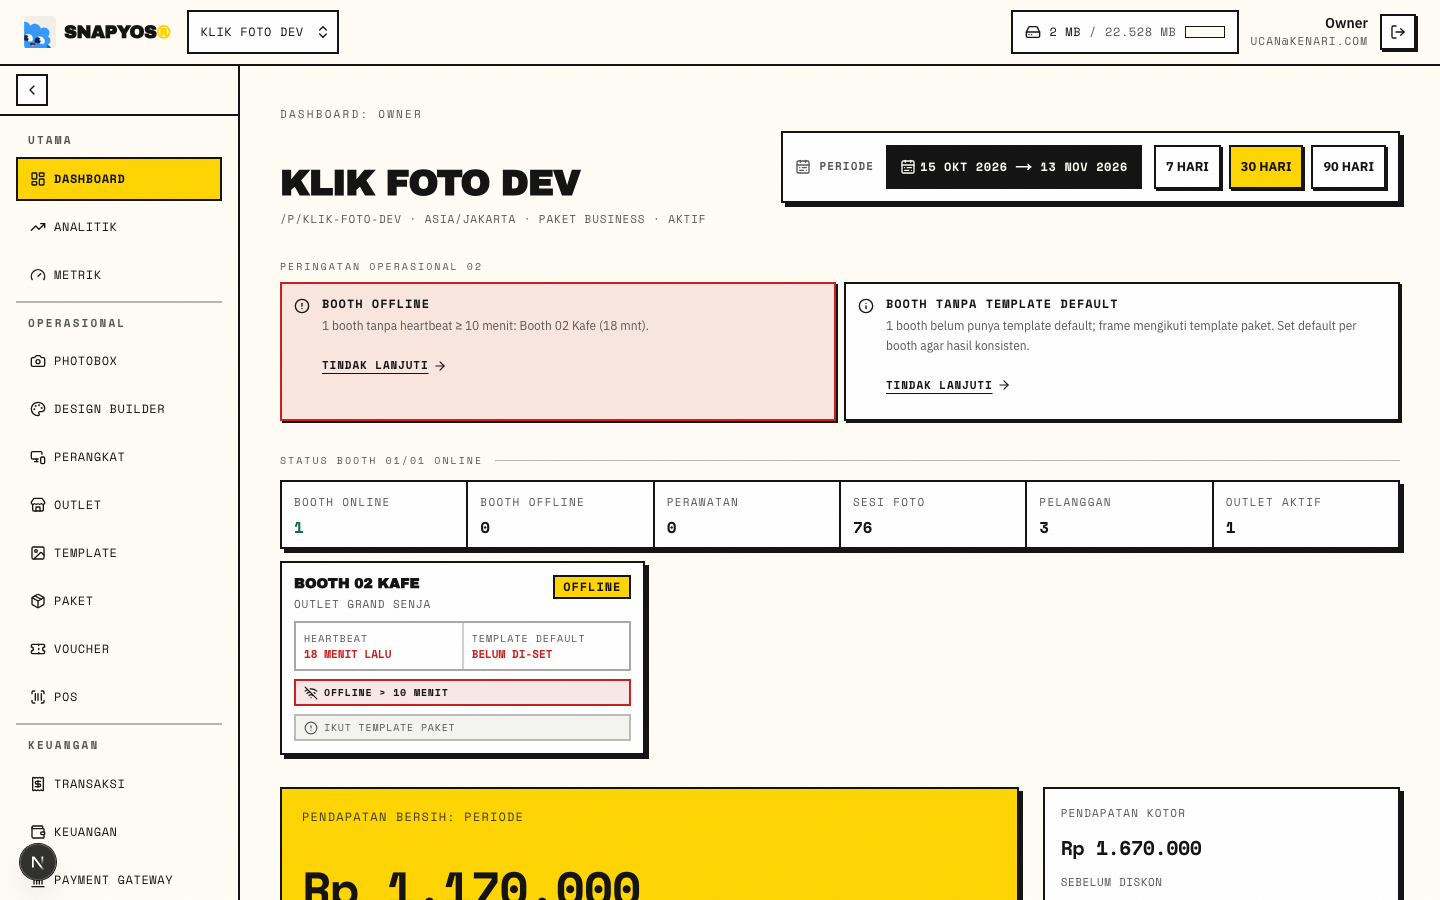 SNAPYOS®
KLIK FOTO DEV
2 MB / 22.528 MB
Owner
UCAN@KENARI.COM
UTAMA
DASHBOARD
ANALITIK
METRIK
OPERASIONAL
PHOTOBOX
DESIGN BUILDER
PERANGKAT
OUTLET
TEMPLATE
PAKET
VOUCHER
POS
KEUANGAN
TRANSAKSI
KEUANGAN
PAYMENT GATEWAY
N
DASHBOARD: OWNER
KLIK FOTO DEV
/P/KLIK-FOTO-DEV · ASIA/JAKARTA · PAKET BUSINESS · AKTIF
PERIODE
15 OKT 2026 → 13 NOV 2026
7 HARI
30 HARI
90 HARI
PERINGATAN OPERASIONAL 02
BOOTH OFFLINE
1 booth tanpa heartbeat ≥ 10 menit: Booth 02 Kafe (18 mnt).
TINDAK LANJUTI →
BOOTH TANPA TEMPLATE DEFAULT
1 booth belum punya template default; frame mengikuti template paket. Set default per
booth agar hasil konsisten.
TINDAK LANJUTI →
STATUS BOOTH 01/01 ONLINE
BOOTH ONLINE
1
BOOTH OFFLINE
0
PERAWATAN
0
SESI FOTO
76
PELANGGAN
3
OUTLET AKTIF
1
BOOTH 02 KAFE
OFFLINE
OUTLET GRAND SENJA
HEARTBEAT
18 MENIT LALU
TEMPLATE DEFAULT
BELUM DI-SET
OFFLINE > 10 MENIT
IKUT TEMPLATE PAKET
PENDAPATAN BERSIH: PERIODE
Rp 1.170.000
PENDAPATAN KOTOR
Rp 1.670.000
SEBELUM DISKON